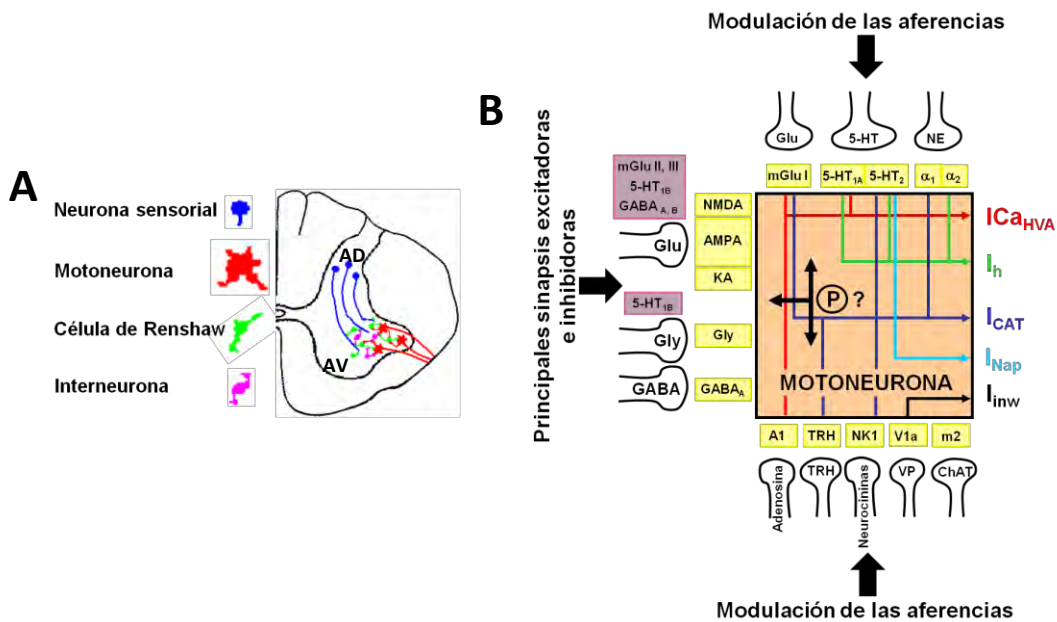 A
Neurona sensorial
Motoneurona
Célula de Renshaw
Interneurona
AD
AV
B
Modulación de las aferencias
Principales sinapsis excitadoras
e inhibidoras
Glu
5-HT
NE
mGlu I
5-HT1A
5-HT2
α1
α2
mGlu II, III
5-HT1B
GABA A, B
Glu
NMDA
AMPA
KA
5-HT1B
Gly
Gly
GABA
GABAA
P ?
MOTONEURONA
ICaHVA
Ih
ICAT
INap
Iinw
A1
TRH
NK1
V1a
m2
Adenosina
TRH
Neurocininas
VP
ChAT
Modulación de las aferencias